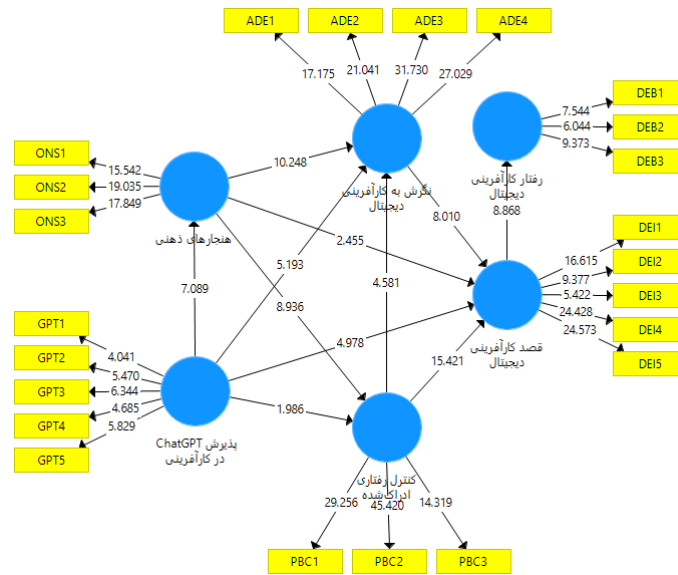 ADE1
ADE2
ADE3
ADE4
17.175
21.041
31.730
27.029
DEB1
DEB2
DEB3
7.544
6.044
9.373
رفتار کارآفرینی
دیجیتال
8.868
ONS1
ONS2
ONS3
15.542
19.035
17.849
هنجارهای ذهنی
10.248
نگرش به کارآفرینی
دیجیتال
8.010
2.455
5.193
4.581
8.936
7.089
DEI1
DEI2
DEI3
DEI4
DEI5
16.615
9.377
5.422
24.428
24.573
قصد کارآفرینی
دیجیتال
GPT1
GPT2
GPT3
GPT4
GPT5
4.041
5.470
6.344
4.685
5.829
4.978
15.421
1.986
پذیرش ChatGPT
در کارآفرینی
کنترل رفتاری
ادراک‌شده
29.256
45.420
14.319
PBC1
PBC2
PBC3